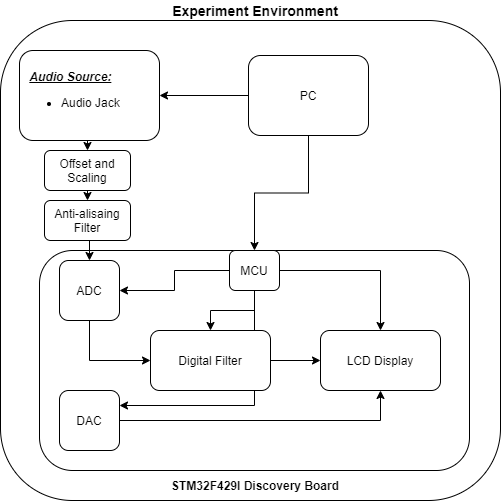 Experiment Environment
Audio Source:
• Audio Jack
PC
Offset and
Scaling
Anti-alisaing
Filter
MCU
ADC
Digital Filter
LCD Display
DAC
STM32F429I Discovery Board